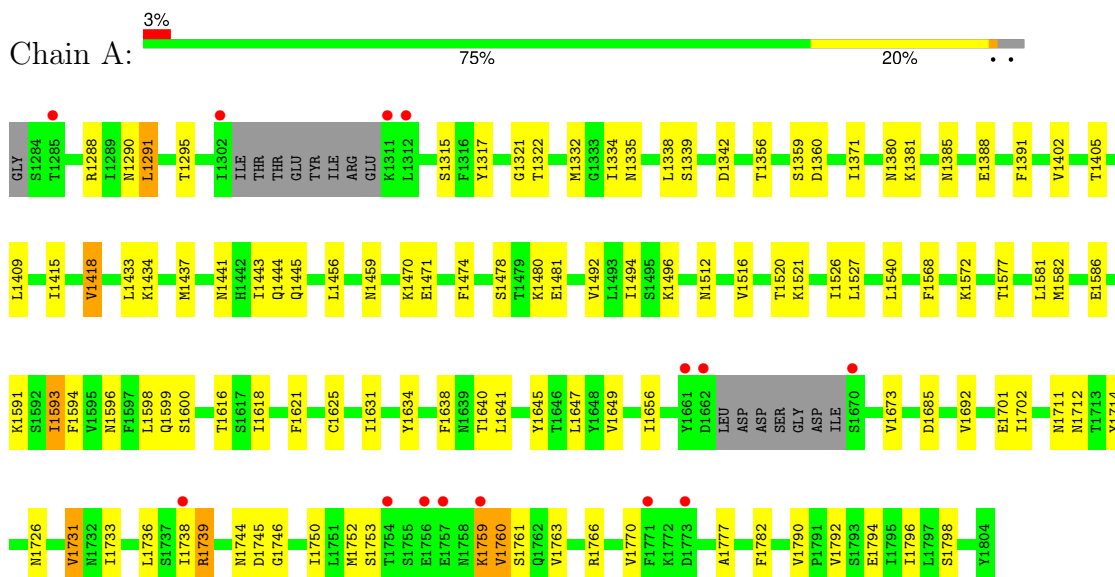 3%
Chain A:
75% 20% • •
GLY S1284 T1285 R1288 I1289 N1290 L1291 T1295 I1302 ILE THR THR GLU TYR ILE ARG GLU K1311 L1312 S1315 F1316 Y1317 G1321 T1322 M1332 G1333 I1334 N1335 L1338 S1339 D1342 T1356 S1359 D1360 I1371 N1380 K1381 N1385 E1388 F1391 V1402 T1405
L1409 I1415 V1418 L1433 K1434 M1437 N1441 H1442 I1443 Q1444 Q1445 L1456 N1459 K1470 E1471 F1474 S1478 T1479 K1480 E1481 V1492 L1493 I1494 S1495 K1496 N1512 V1516 T1520 K1521 I1526 L1527 L1540 F1568 K1572 T1577 L1581 M1582 E1586
K1591 S1592 I1593 F1594 V1595 N1596 F1597 L1598 Q1599 S1600 T1616 S1617 I1618 F1621 C1625 I1631 Y1634 F1638 N1639 T1640 L1641 Y1645 T1646 L1647 Y1648 V1649 I1656 Y1661 D1662 LEU ASP ASP SER GLY ASP ILE S1670 V1673 D1685 V1692 E1701 I1702 N1711 N1712 T1713 Y1714
N1726 V1731 N1732 I1733 L1736 S1737 I1738 R1739 N1744 D1745 G1746 I1750 L1751 M1752 S1753 T1754 S1755 E1756 E1757 N1758 K1759 V1760 S1761 Q1762 V1763 R1766 V1770 F1771 K1772 D1773 A1777 F1782 V1790 P1791 V1792 S1793 E1794 I1795 I1796 L1797 S1798 Y1804